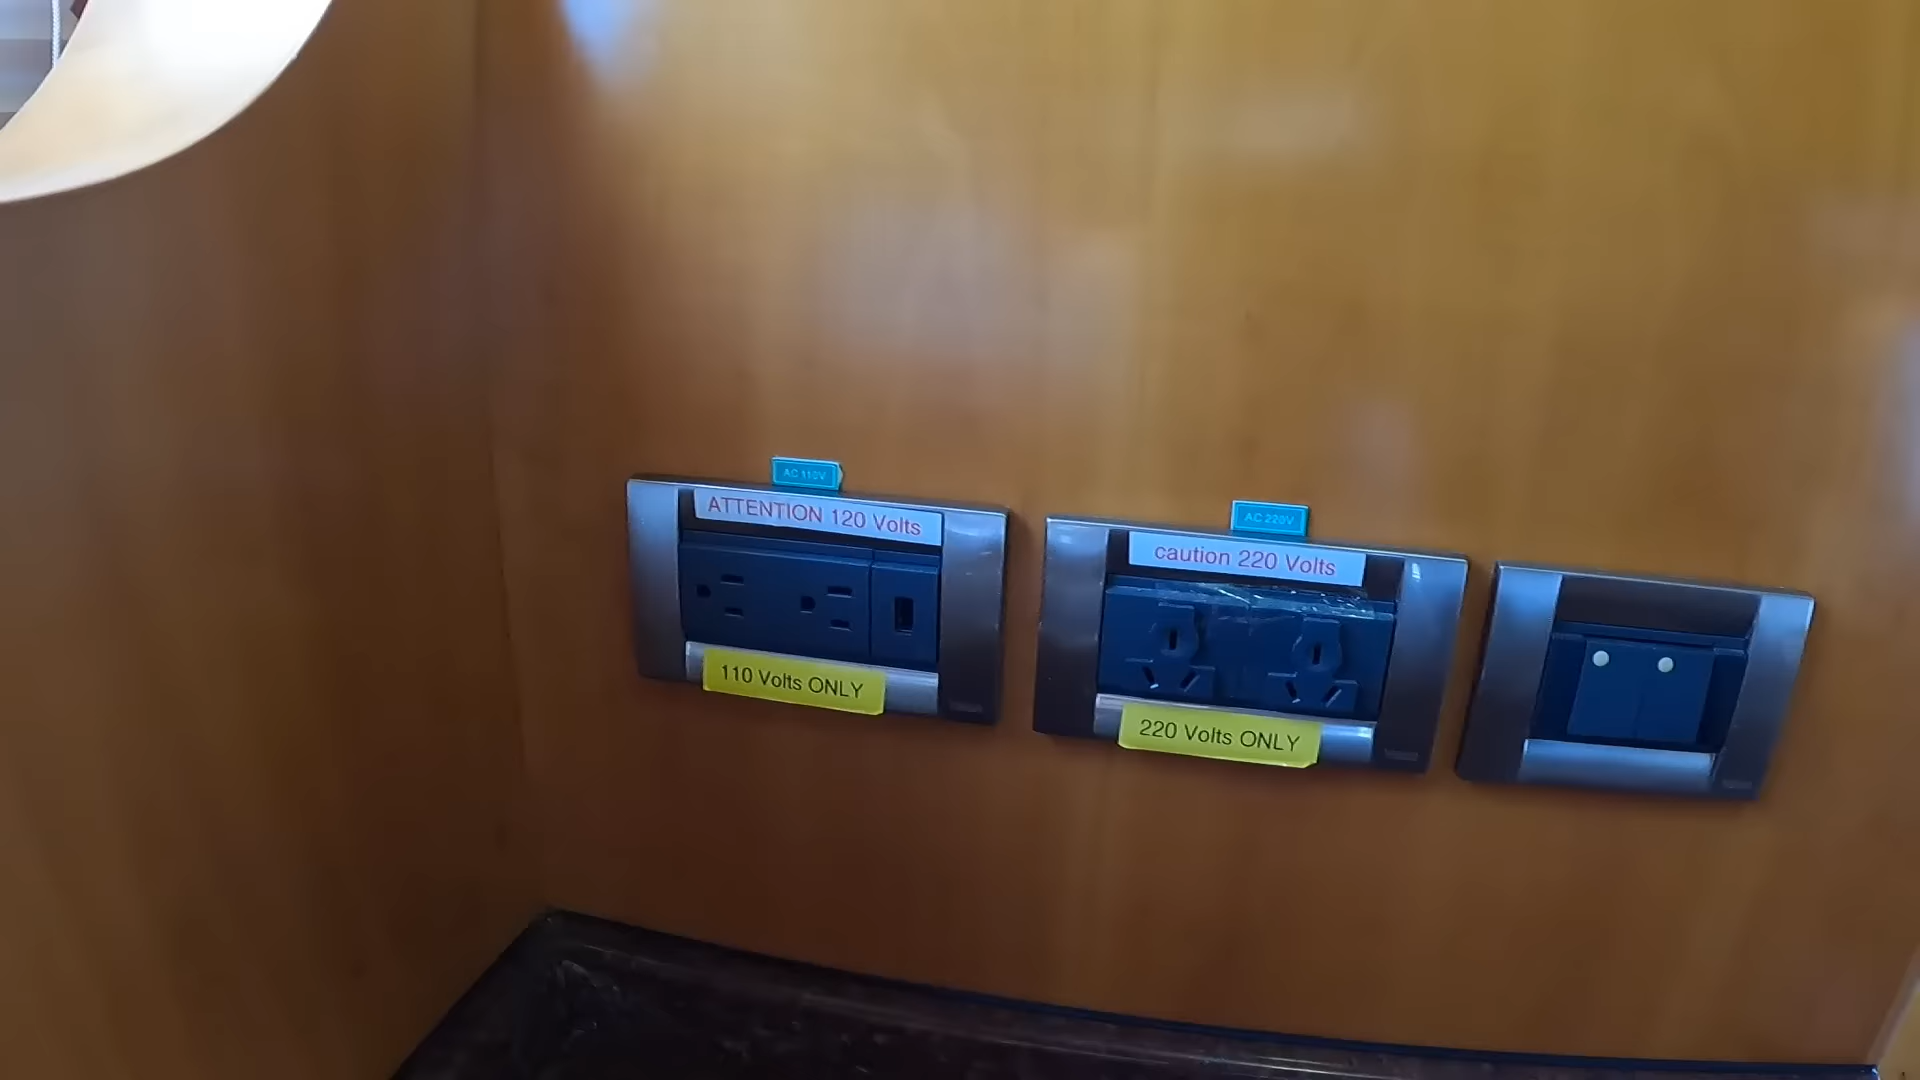 AC 110V
ATTENTION 120 Volts
110 Volts ONLY
AC 220V
caution 220 Volts
220 Volts ONLY